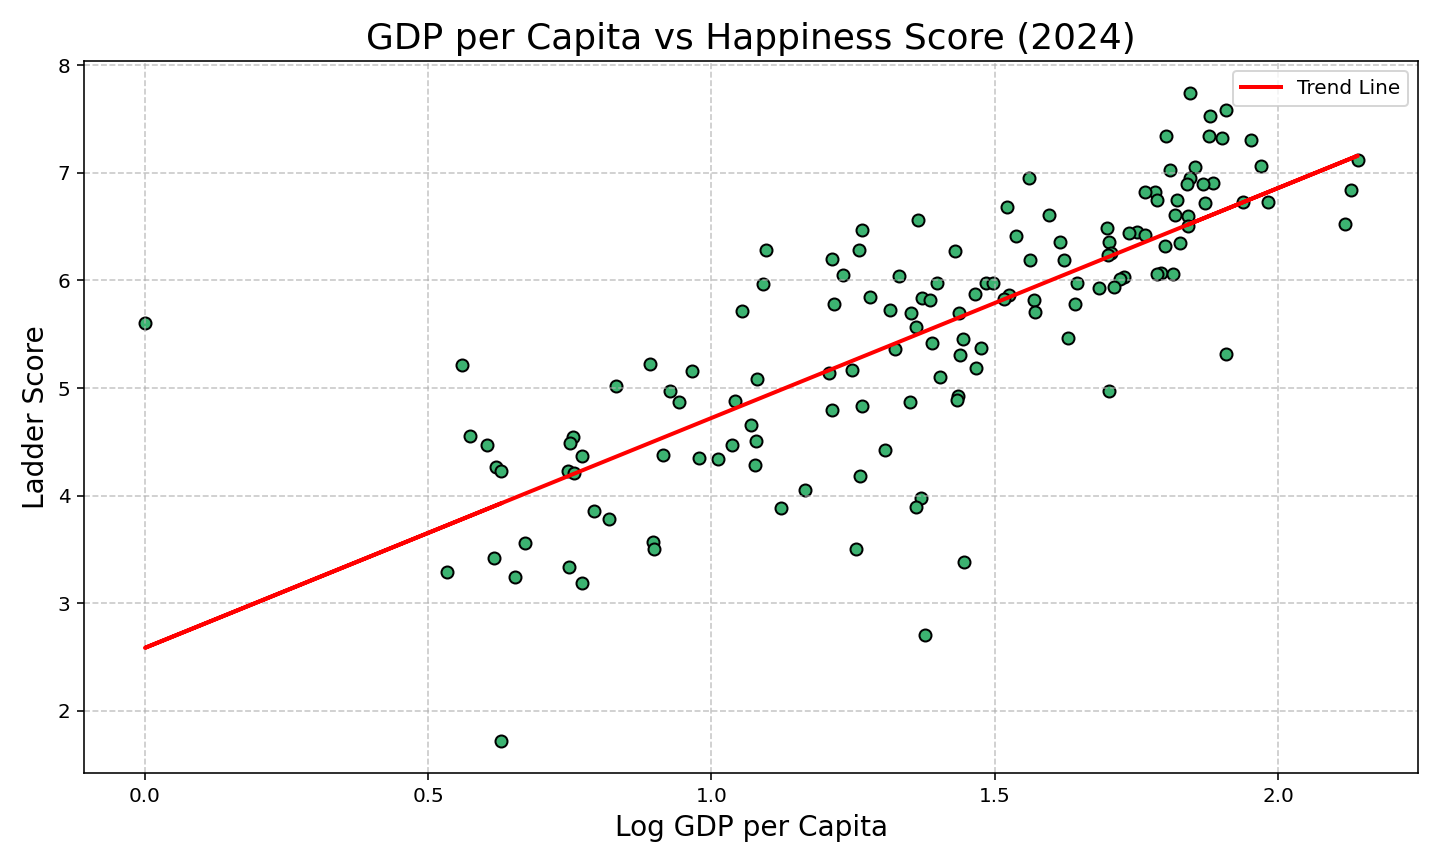 GDP per Capita vs Happiness Score (2024)
Trend Line
Ladder Score
8
7
6
5
4
3
2
0.0 0.5 1.0 1.5 2.0
Log GDP per Capita